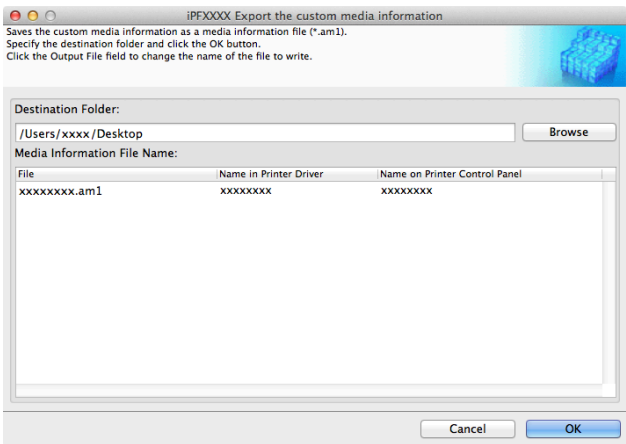 iPFXXXX Export the custom media information
Saves the custom media information as a media information file (*.am1).
Specify the destination folder and click the OK button.
Click the Output File field to change the name of the file to write.
Destination Folder:
/Users/xxxx/Desktop Browse
Media Information File Name:
File Name in Printer Driver Name on Printer Control Panel
xxxxxxxx.am1 xxxxxxxx xxxxxxxx
Cancel OK